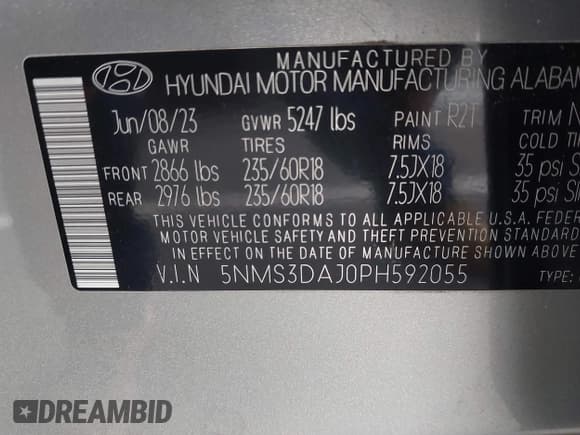 MANUFACTURED BY
HYUNDAI MOTOR MANUFACTURING ALABA
Jun/08/23 GVWR 5247 lbs PAINT R2T TRIM
GAWR TIRES RIMS COLD
FRONT 2866 lbs 235/60R18 7.5JX18 35 psi
REAR 2976 lbs 235/60R18 7.5JX18 35 psi
THIS VEHICLE CONFORMS TO ALL APPLICABLE U.S.A. FEDE
MOTOR VEHICLE SAFETY AND THEFT PREVENTION STANDARD
IN EFFECT ON THE DATE OF MANUFACTURE SHOWN ABOVE
V.I.N 5NMS3DAJ0PH592055 TYPE:
DREAMBID